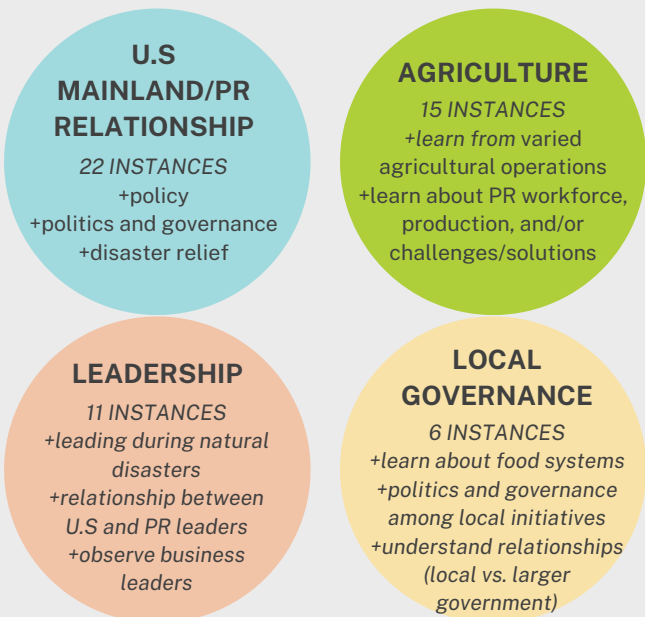 U.S
MAINLAND/PR
RELATIONSHIP
22 INSTANCES
+policy
+politics and governance
+disaster relief
AGRICULTURE
15 INSTANCES
+learn from varied
agricultural operations
+learn about PR workforce,
production, and/or
challenges/solutions
LEADERSHIP
11 INSTANCES
+leading during natural
disasters
+relationship between
U.S and PR leaders
+observe business
leaders
LOCAL
GOVERNANCE
6 INSTANCES
+learn about food systems
+politics and governance
among local initiatives
+understand relationships
(local vs. larger
government)